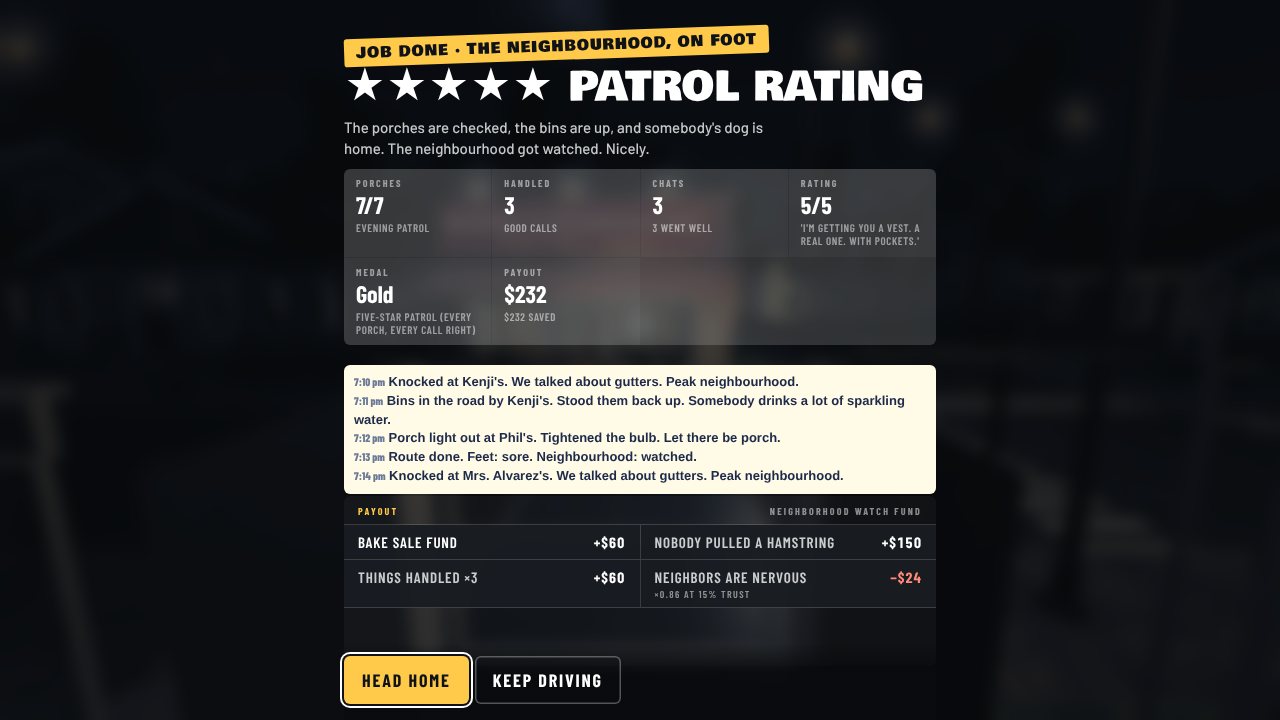 JOB DONE · THE NEIGHBOURHOOD, ON FOOT
★★★★★ PATROL RATING
The porches are checked, the bins are up, and somebody's dog is
home. The neighbourhood got watched. Nicely.
PORCHES
7/7
EVENING PATROL
HANDLED
3
GOOD CALLS
CHATS
3
3 WENT WELL
RATING
5/5
'I'M GETTING YOU A VEST. A
REAL ONE. WITH POCKETS.'
MEDAL
Gold
FIVE-STAR PATROL (EVERY
PORCH, EVERY CALL RIGHT)
PAYOUT
$232
$232 SAVED
7:10 pm Knocked at Kenji's. We talked about gutters. Peak neighbourhood.
7:11 pm Bins in the road by Kenji's. Stood them back up. Somebody drinks a lot of sparkling
water.
7:12 pm Porch light out at Phil's. Tightened the bulb. Let there be porch.
7:13 pm Route done. Feet: sore. Neighbourhood: watched.
7:14 pm Knocked at Mrs. Alvarez's. We talked about gutters. Peak neighbourhood.
PAYOUT NEIGHBORHOOD WATCH FUND
BAKE SALE FUND +$60
NOBODY PULLED A HAMSTRING +$150
THINGS HANDLED ×3 +$60
NEIGHBORS ARE NERVOUS −$24
×0.86 AT 15% TRUST
HEAD HOME
KEEP DRIVING